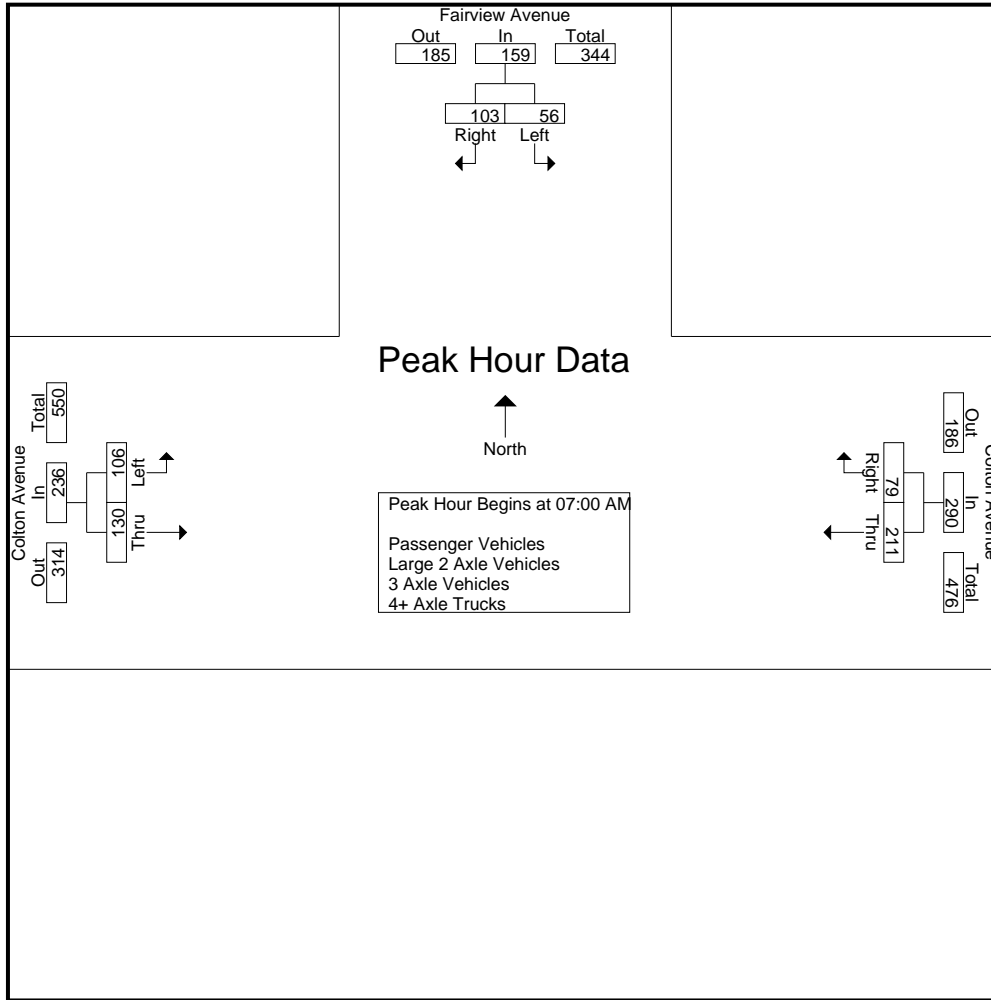 Fairview Avenue
Out In Total
185 159 344
103 56
Right Left
Peak Hour Data
North
Peak Hour Begins at 07:00 AM
Passenger Vehicles
Large 2 Axle Vehicles
3 Axle Vehicles
4+ Axle Trucks
Colton Avenue
Out In Total
314 236 550
Thru Left
130 106
Colton Avenue
Out In Total
186 290 476
79 211
Right Thru